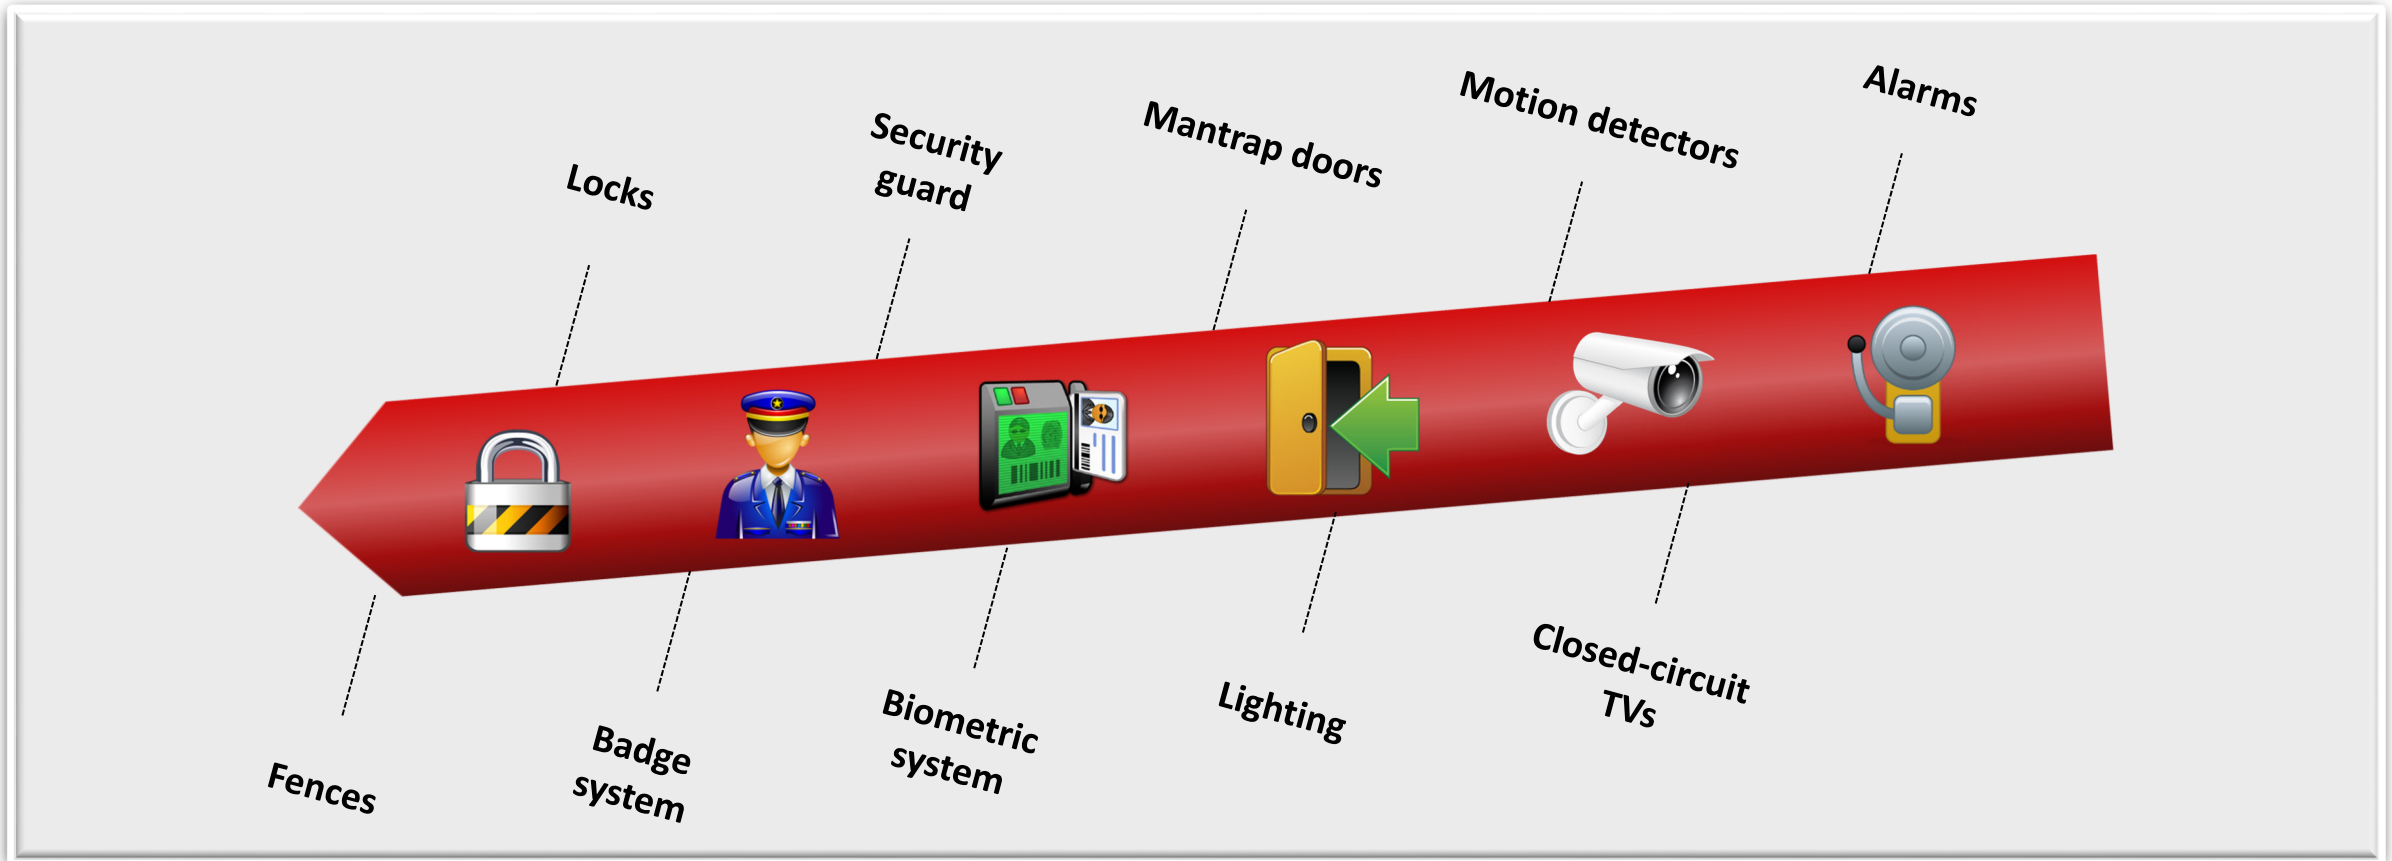 Locks
Security
guard
Mantrap doors
Motion detectors
Alarms
Fences
Badge
system
Biometric
system
Lighting
Closed-circuit
TVs